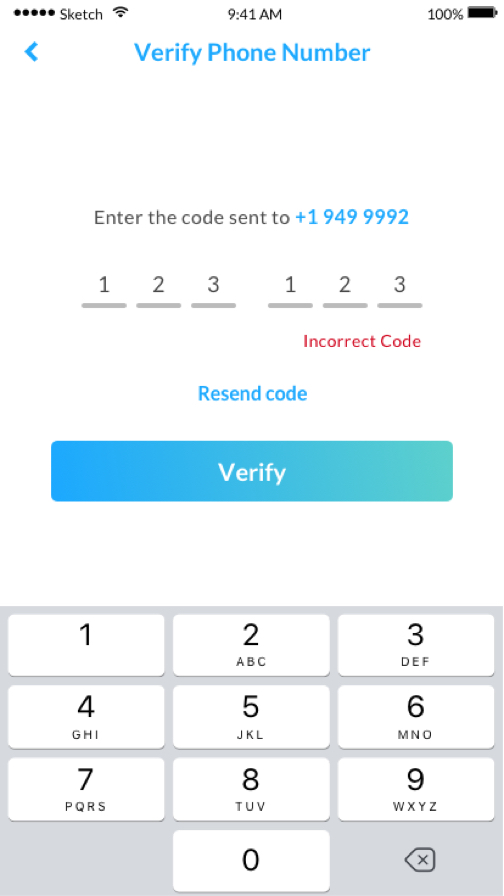 Sketch 9:41 AM 100%
Verify Phone Number
Enter the code sent to +1 949 9992
1 2 3 1 2 3
Incorrect Code
Resend code
Verify
1 2 3
ABC DEF
4 5 6
GHI JKL MNO
7 8 9
PQRS TUV WXYZ
0